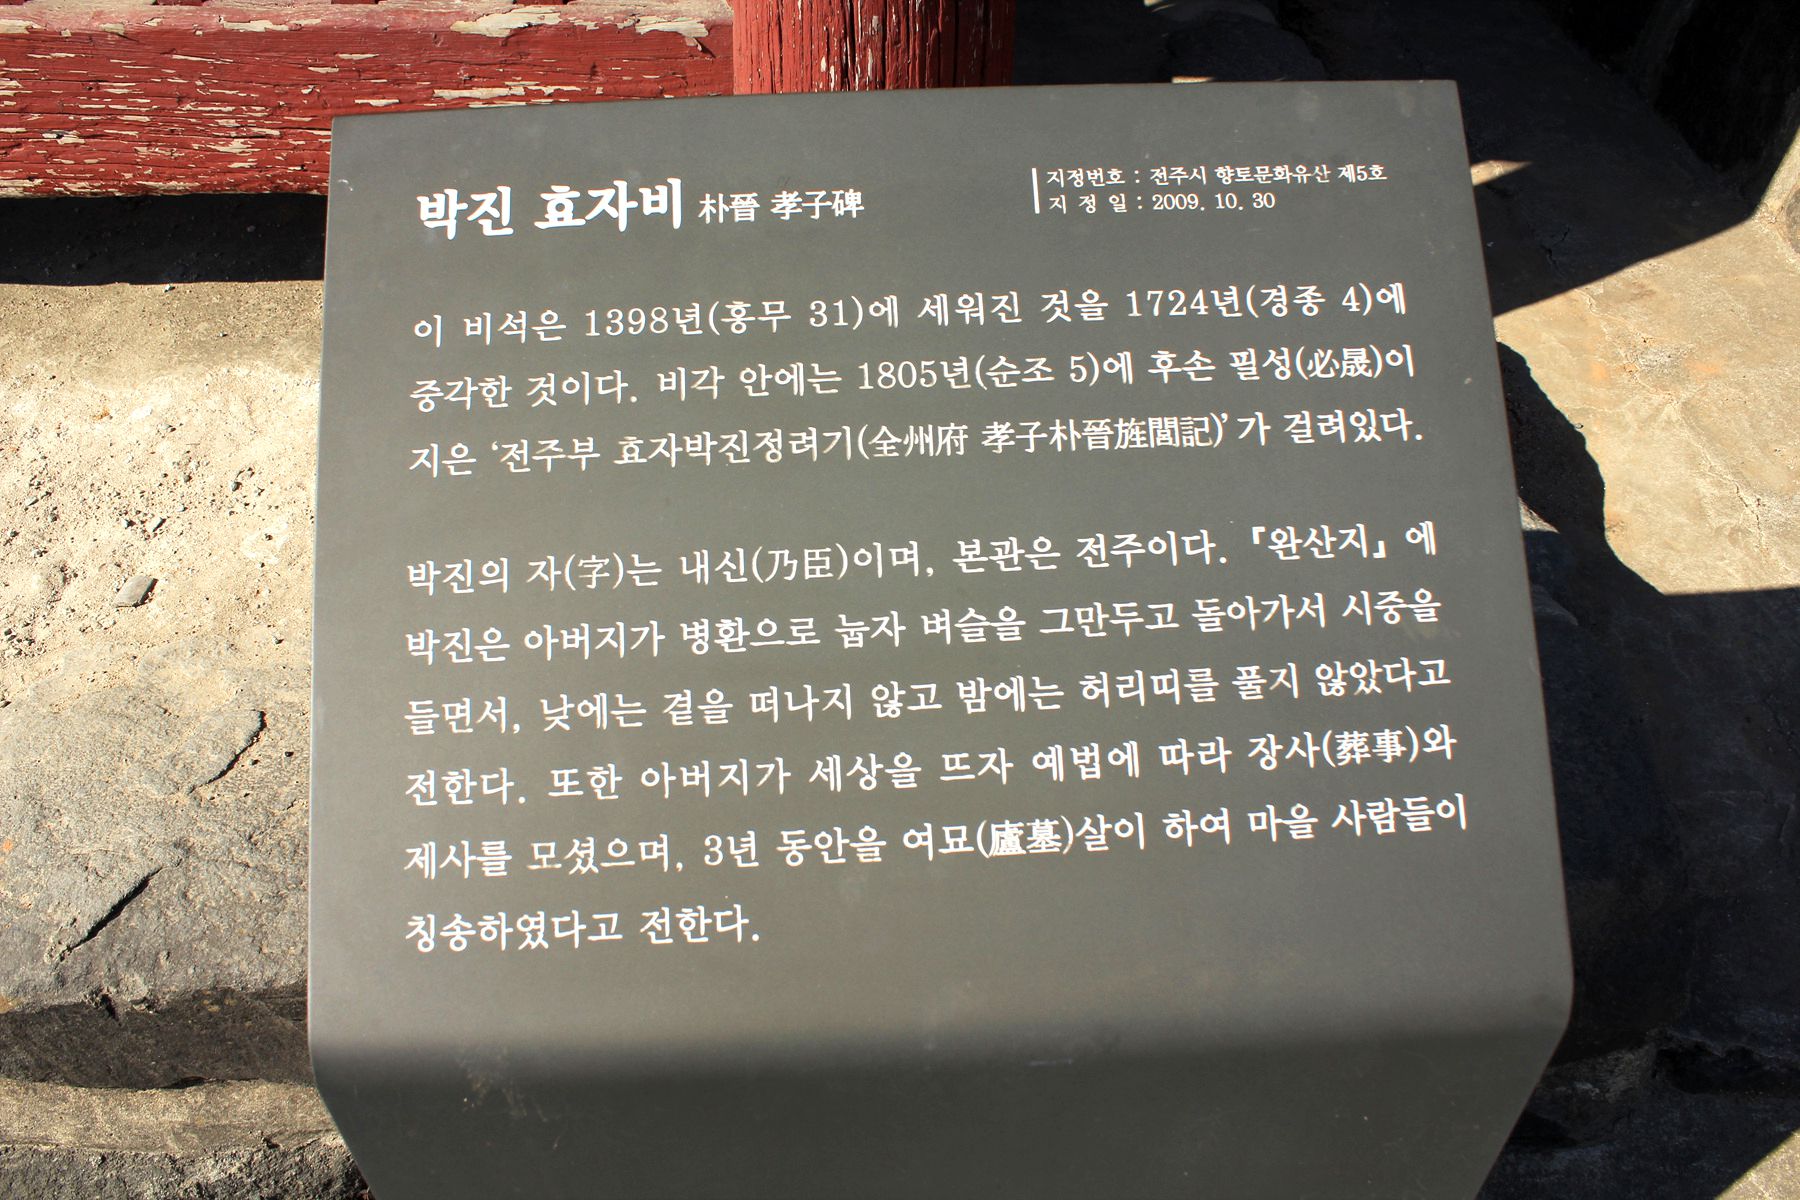 박진 효자비 朴晉 孝子碑
지정번호 : 전주시 향토문화유산 제5호
지 정 일 : 2009. 10. 30
이 비석은 1398년(홍무 31)에 세워진 것을 1724년(경종 4)에
중각한 것이다. 비각 안에는 1805년(순조 5)에 후손 필성(必晟)이
지은 ‘전주부 효자박진정려기(全州府 孝子朴晉旌閭記)’가 걸려있다.
박진의 자(字)는 내신(乃臣)이며, 본관은 전주이다. 『완산지』에
박진은 아버지가 병환으로 눕자 벼슬을 그만두고 돌아가서 시중을
들면서, 낮에는 곁을 떠나지 않고 밤에는 허리띠를 풀지 않았다고
전한다. 또한 아버지가 세상을 뜨자 예법에 따라 장사(葬事)와
제사를 모셨으며, 3년 동안을 여묘(廬墓)살이 하여 마을 사람들이
칭송하였다고 전한다.